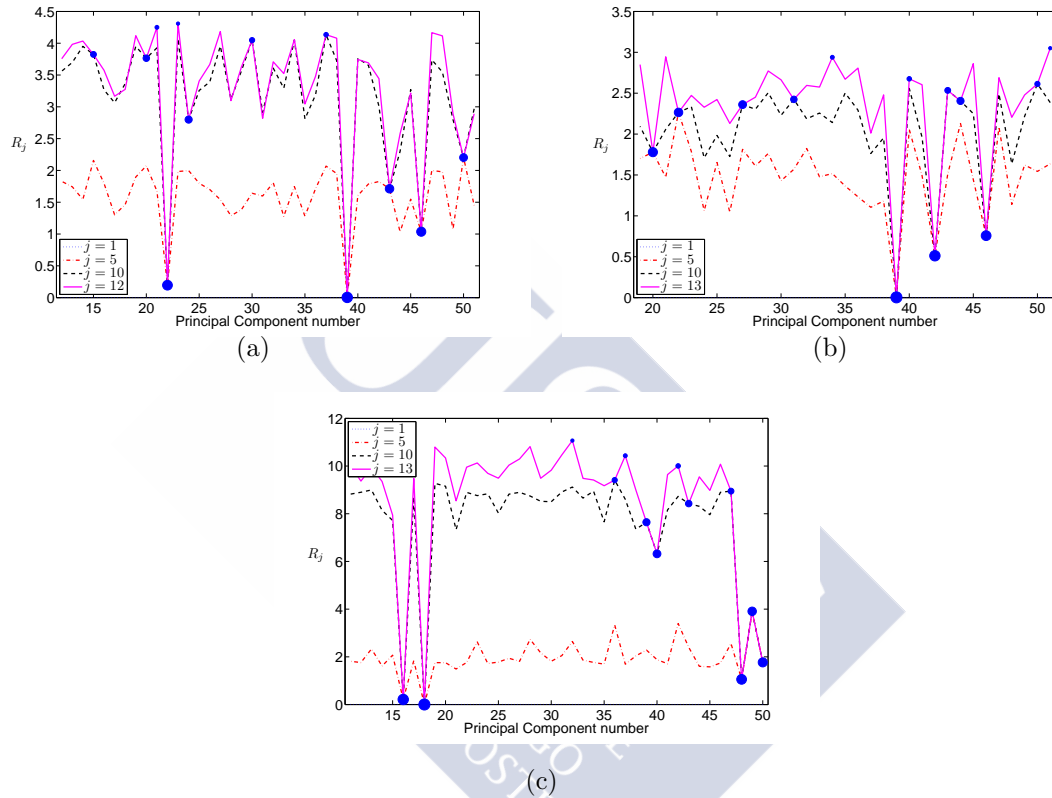 4.5
4
3.5
3
2.5
2
1.5
1
0.5
0
R_j
j = 1
j = 5
j = 10
j = 12
15 20 25 30 35 40 45 50
Principal Component number
(a)
3.5
3
2.5
2
1.5
1
0.5
0
R_j
j = 1
j = 5
j = 10
j = 13
20 25 30 35 40 45 50
Principal Component number
(b)
12
10
8
6
4
2
0
R_j
j = 1
j = 5
j = 10
j = 13
15 20 25 30 35 40 45 50
Principal Component number
(c)